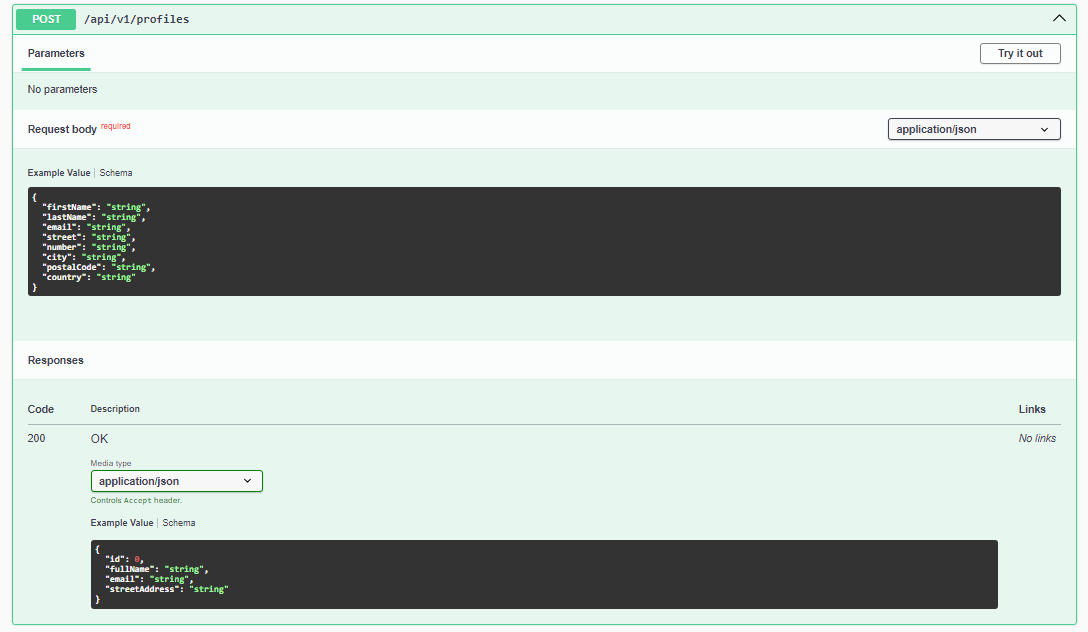 POST /api/v1/profiles
Parameters Try it out
No parameters
Request body required application/json
Example Value | Schema
{
"firstName": "string",
"lastName": "string",
"email": "string",
"street": "string",
"number": "string",
"city": "string",
"postalCode": "string",
"country": "string"
}
Responses
Code Description Links
200 OK No links
Media type
application/json
Controls Accept header.
Example Value | Schema
{
"id": 0,
"fullName": "string",
"email": "string",
"streetAddress": "string"
}